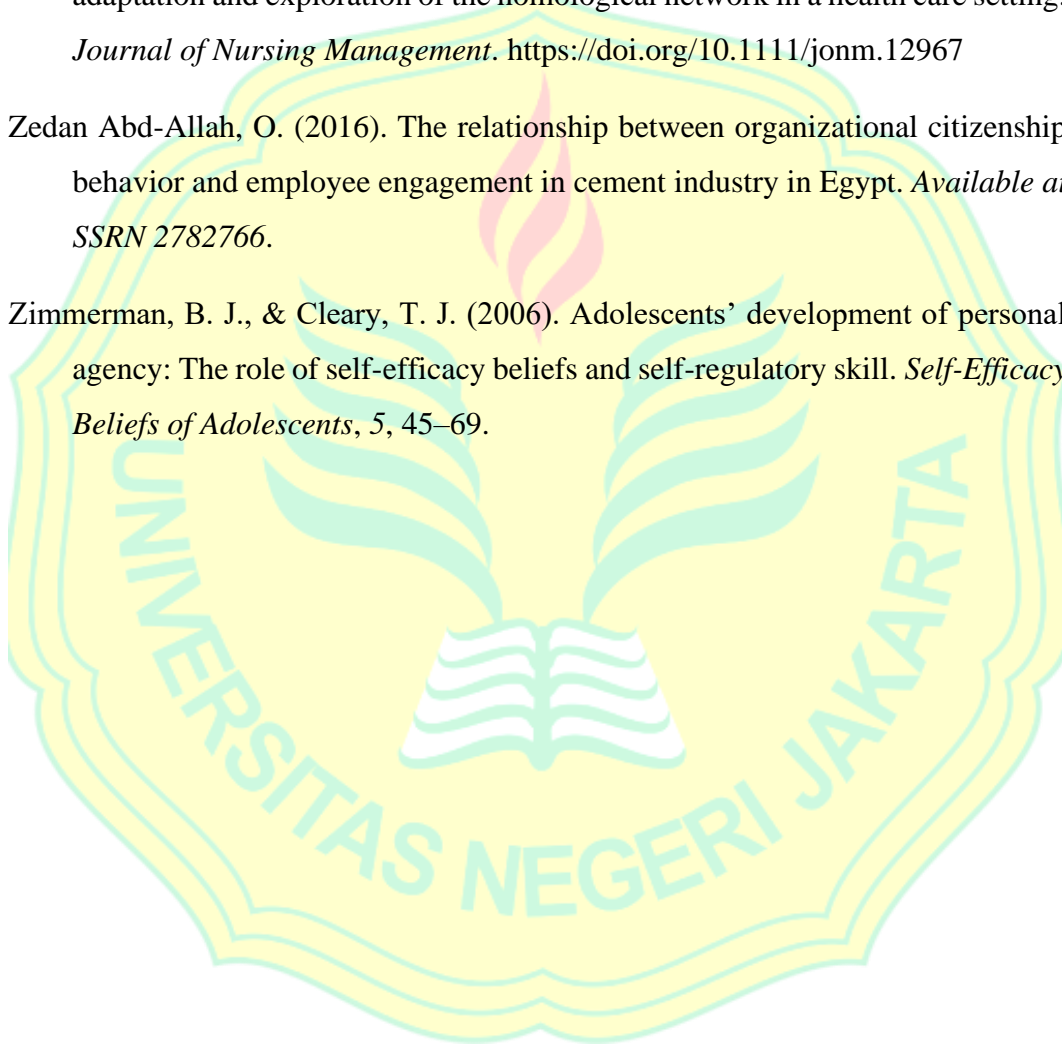 adaptation and exploration of the nomological network in a health care setting.
Journal of Nursing Management. https://doi.org/10.1111/jonm.12967
Zedan Abd-Allah, O. (2016). The relationship between organizational citizenship
behavior and employee engagement in cement industry in Egypt. Available at
SSRN 2782766.
Zimmerman, B. J., & Cleary, T. J. (2006). Adolescents’ development of personal
agency: The role of self-efficacy beliefs and self-regulatory skill. Self-Efficacy
Beliefs of Adolescents, 5, 45–69.
UNIVERSITAS NEGERI JAKARTA